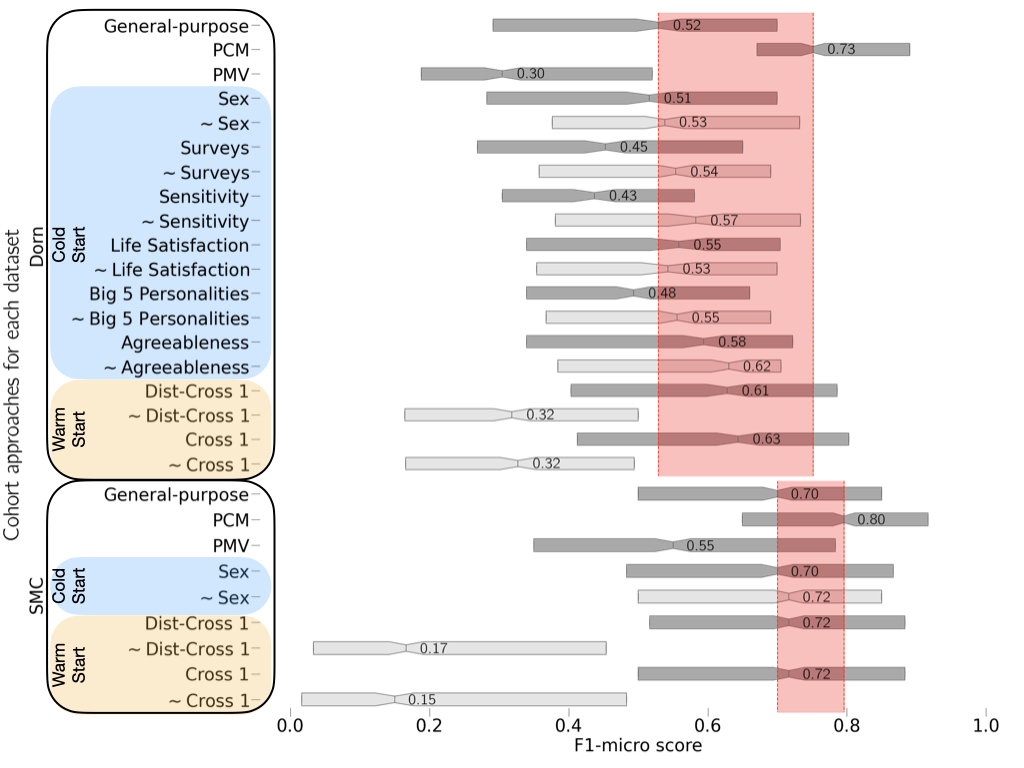 Cohort approaches for each dataset
Dorn
General-purpose 0.52
PCM 0.73
PMV 0.30
Cold
Start
Sex 0.51
~ Sex 0.53
Surveys 0.45
~ Surveys 0.54
Sensitivity 0.43
~ Sensitivity 0.57
Life Satisfaction 0.55
~ Life Satisfaction 0.53
Big 5 Personalities 0.48
~ Big 5 Personalities 0.55
Agreeableness 0.58
~ Agreeableness 0.62
Warm
Start
Dist-Cross 1 0.61
~ Dist-Cross 1 0.32
Cross 1 0.63
~ Cross 1 0.32
SMC
General-purpose 0.70
PCM 0.80
PMV 0.55
Cold
Start
Sex 0.70
~ Sex 0.72
Warm
Start
Dist-Cross 1 0.72
~ Dist-Cross 1 0.17
Cross 1 0.72
~ Cross 1 0.15
0.0 0.2 0.4 0.6 0.8 1.0
F1-micro score